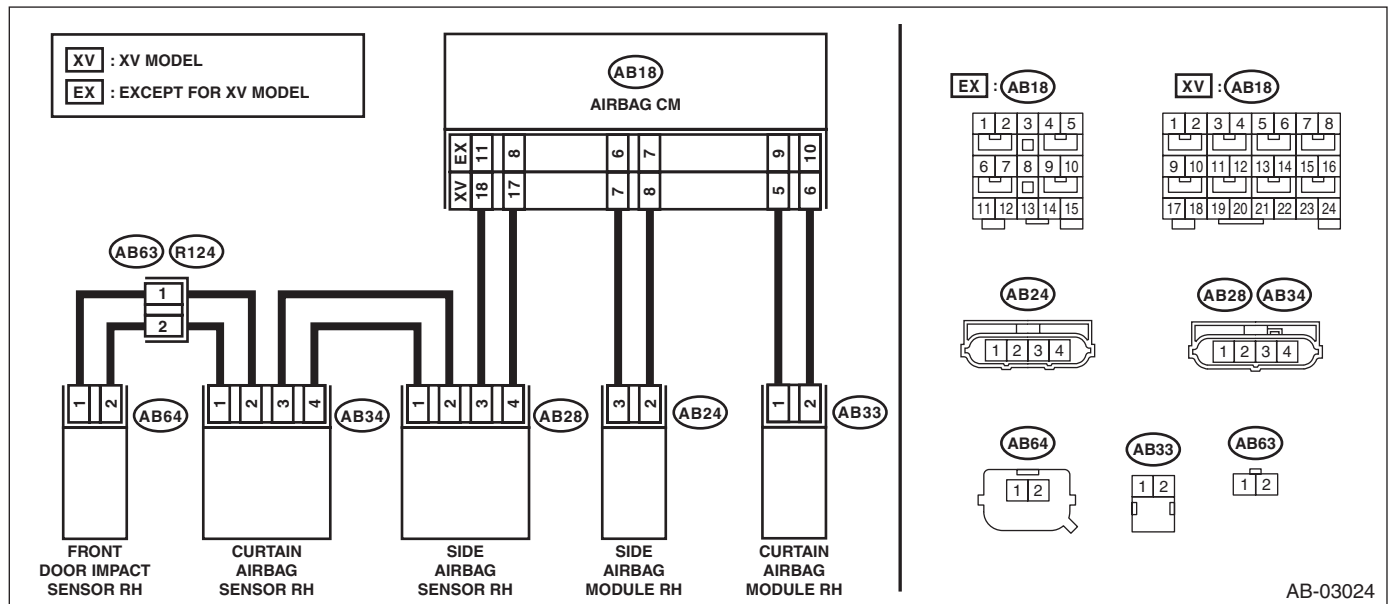 XV : XV MODEL
EX : EXCEPT FOR XV MODEL
AB18
AIRBAG CM
EX 11 8 6 7 9 10
XV 18 17 7 8 5 6
AB63 R124
1
2
1 2
AB64
1 2 3 4
AB34
1 2 3 4
AB28
3 2
AB24
1 2
AB33
FRONT
DOOR IMPACT
SENSOR RH
CURTAIN
AIRBAG
SENSOR RH
SIDE
AIRBAG
SENSOR RH
SIDE
AIRBAG
MODULE RH
CURTAIN
AIRBAG
MODULE RH
EX : AB18
1 2 3 4 5
6 7 8 9 10
11 12 13 14 15
XV : AB18
1 2 3 4 5 6 7 8
9 10 11 12 13 14 15 16
17 18 19 20 21 22 23 24
AB24
1 2 3 4
AB28 AB34
1 2 3 4
AB64
1 2
AB33
1 2
AB63
1 2
AB-03024